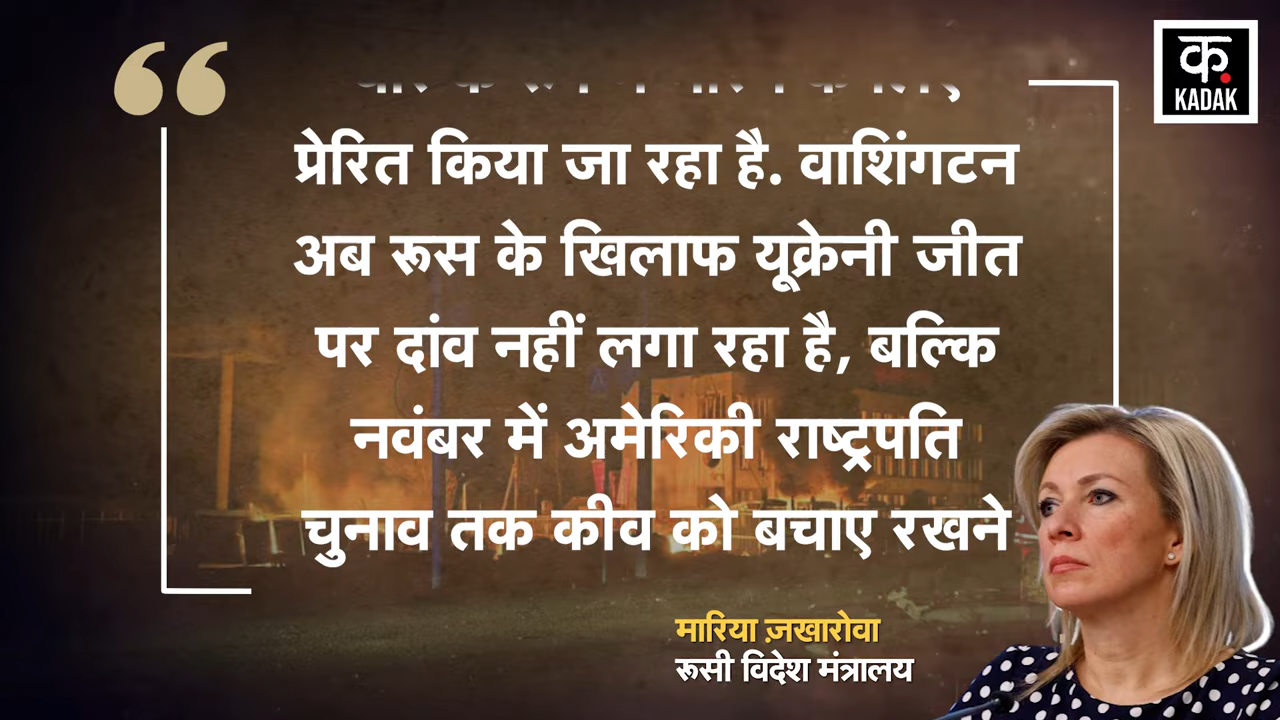 प्रेरित किया जा रहा है. वाशिंगटन
अब रूस के खिलाफ यूक्रेनी जीत
पर दांव नहीं लगा रहा है, बल्कि
नवंबर में अमेरिकी राष्ट्रपति
चुनाव तक कीव को बचाए रखने
मारिया ज़खारोवा
रूसी विदेश मंत्रालय
क
KADAK